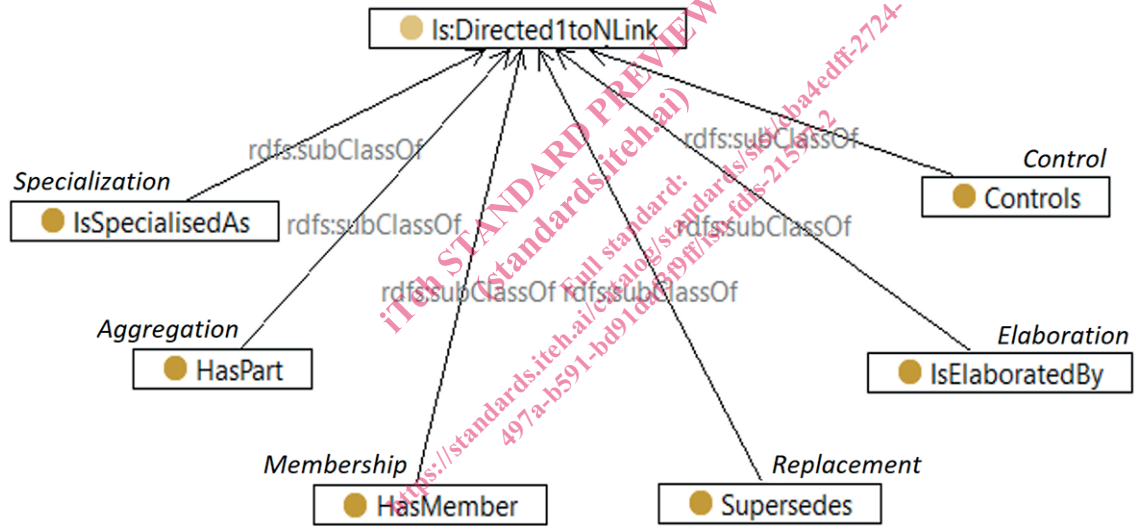 ls:Directed1toNLink
rdfs:subClassOf
rdfs:subClassOf
Specialization
IsSpecialisedAs
Control
Controls
rdfs:subClassOf
rdfs:subClassOf
rdfs:subClassOf
rdfs:subClassOf
Aggregation
HasPart
Elaboration
IsElaboratedBy
Membership
HasMember
Replacement
Supersedes
iTeh STANDARD PREVIEW
(standards.iteh.ai)
Full standard: